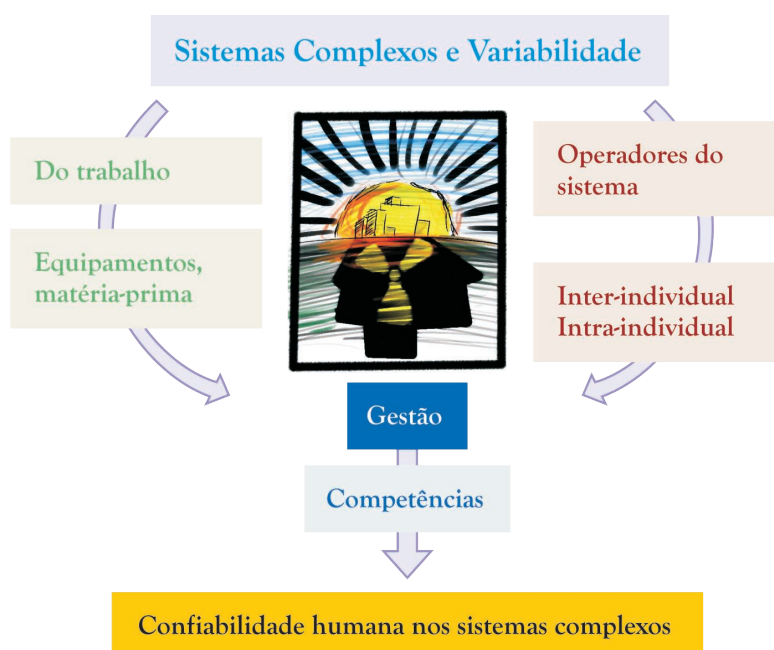 Sistemas Complexos e Variabilidade
Do trabalho
Equipamentos,
matéria-prima
Operadores do
sistema
Inter-individual
Intra-individual
Gestão
Competências
Confiabilidade humana nos sistemas complexos